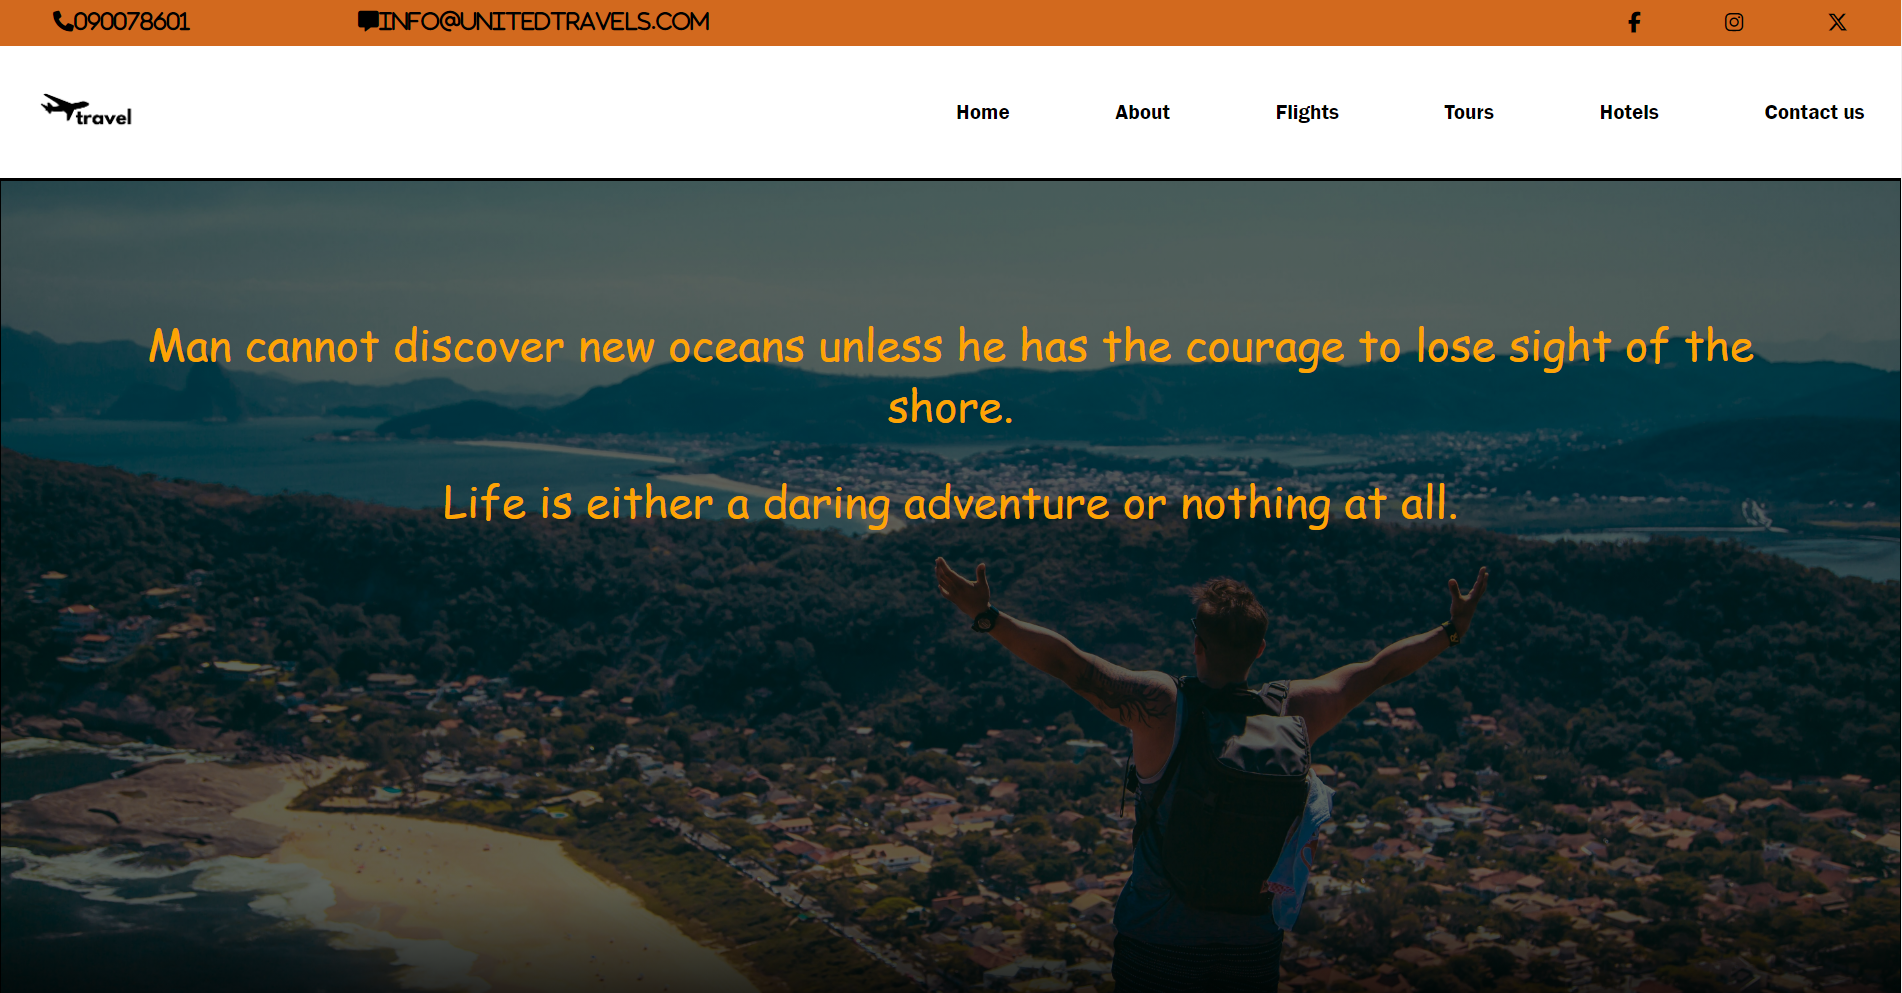 090078601
INFO@UNITEDTRAVELS.COM
travel
Home
About
Flights
Tours
Hotels
Contact us
Man cannot discover new oceans unless he has the courage to lose sight of the
shore.
Life is either a daring adventure or nothing at all.